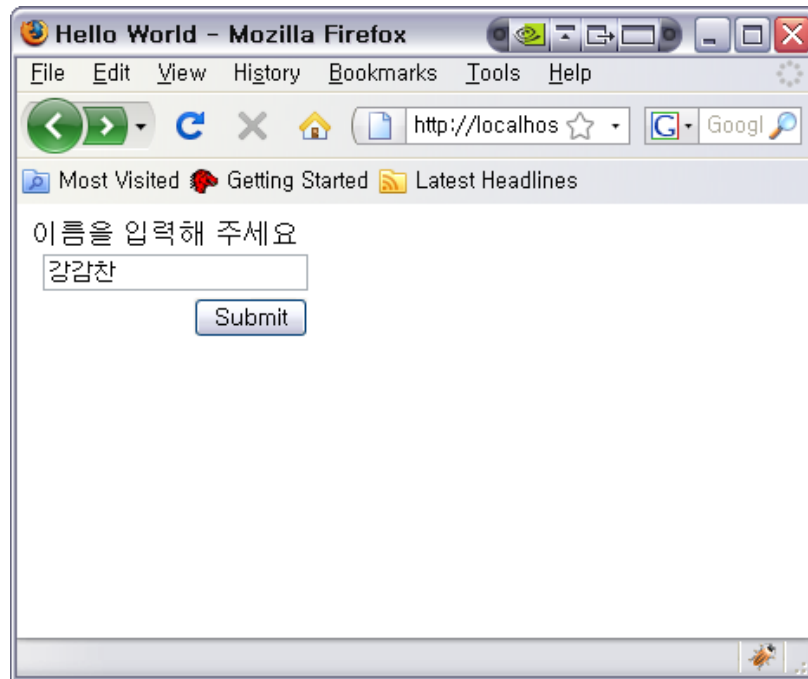 Hello World - Mozilla Firefox
File Edit View History Bookmarks Tools Help
http://localhos G Googl
Most Visited Getting Started Latest Headlines
이름을 입력해 주세요
강감찬
Submit